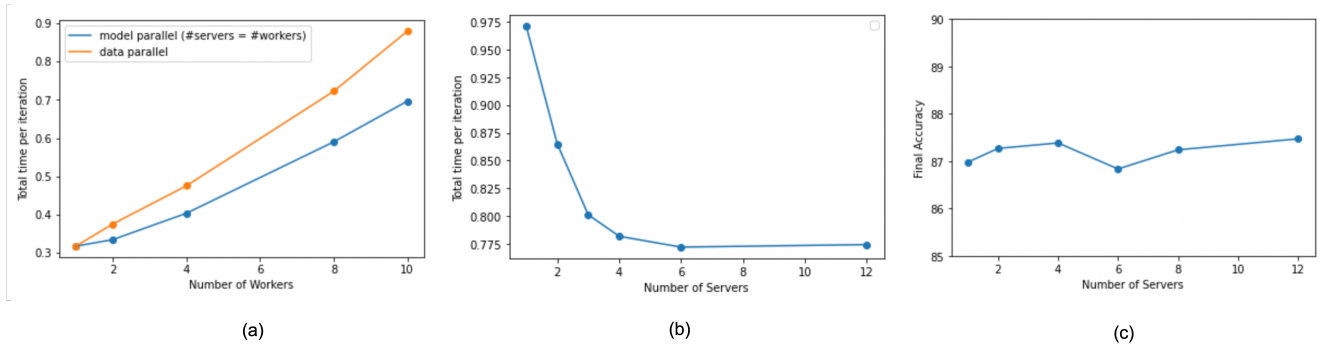 0.9
0.8
0.7
0.6
0.5
0.4
0.3
Total time per iteration
model parallel (#servers = #workers)
data parallel
2 4 6 8 10
Number of Workers
(a)
0.975
0.950
0.925
0.900
0.875
0.850
0.825
0.800
0.775
Total time per iteration
2 4 6 8 10 12
Number of Servers
(b)
90
89
88
87
86
85
Final Accuracy
2 4 6 8 10 12
Number of Servers
(c)